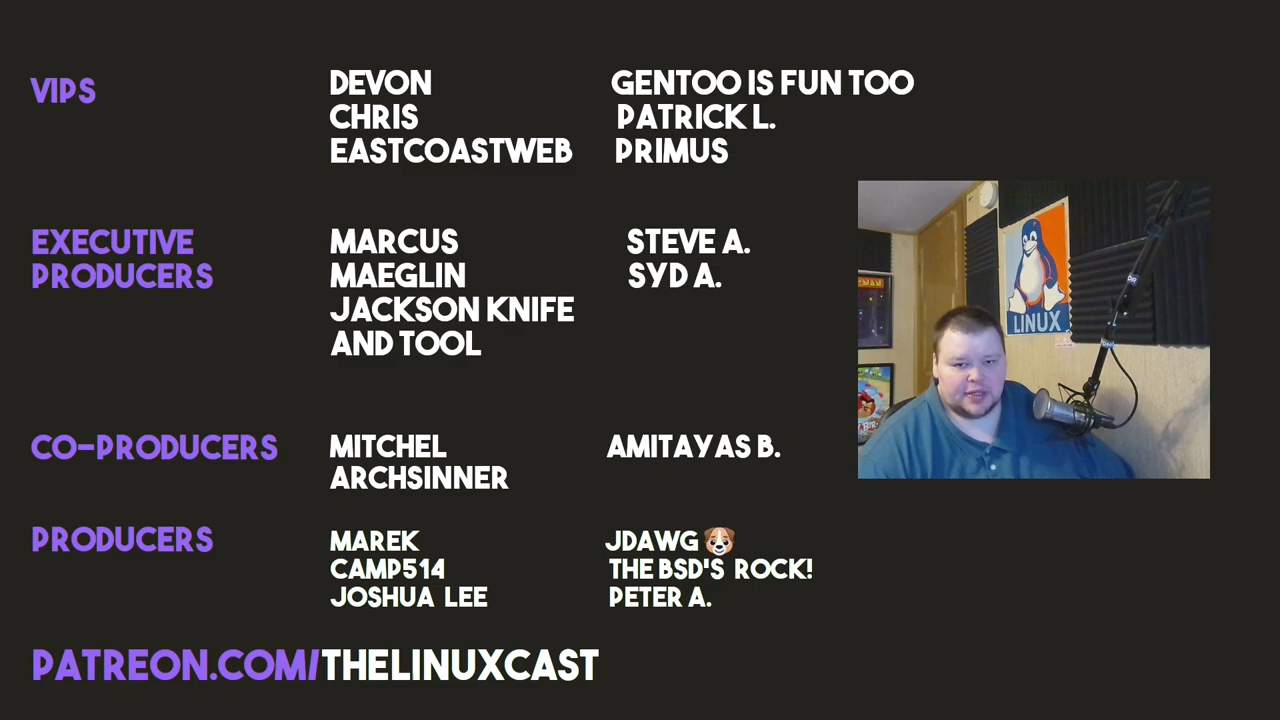 VIPS
DEVON GENTOO IS FUN TOO
CHRIS PATRICK L.
EASTCOASTWEB PRIMUS
EXECUTIVE PRODUCERS
MARCUS STEVE A.
MAEGLIN SYD A.
JACKSON KNIFE
AND TOOL
CO-PRODUCERS
MITCHEL AMITAYAS B.
ARCHSINNER
PRODUCERS
MAREK JDAWG 🐶
CAMP514 THE BSD'S ROCK!
JOSHUA LEE PETER A.
PATREON.COM/THELINUXCAST
LINUX